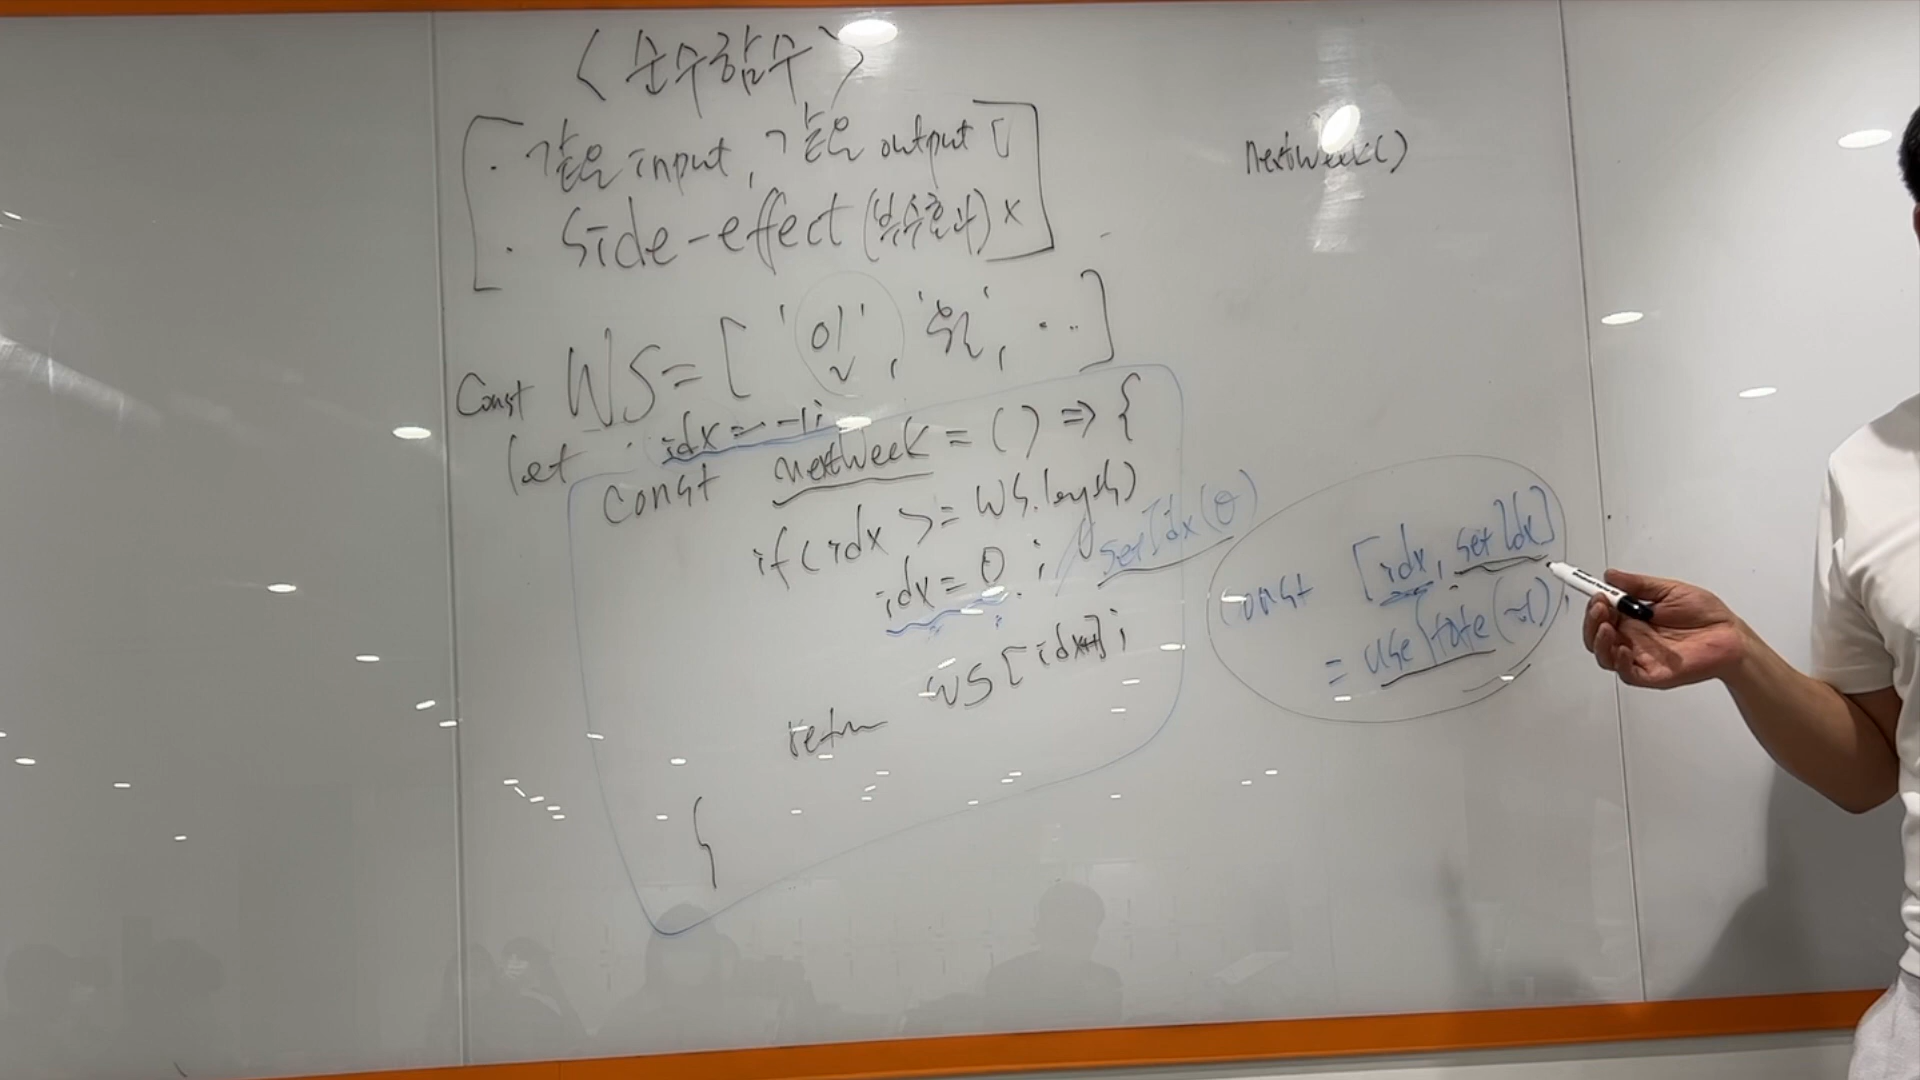 < 순수함수 >
· 같은 input, 같은 output
· side-effect (부수효과) x
nextWeek()
const WS = [ '일', '월', ...]
let idx = -1;
const nextWeek = () => {
if (idx >= WS.length)
idx = 0; setIdx(0)
return WS[idx++];
}
const [idx, setIdx]
= useState(-1);